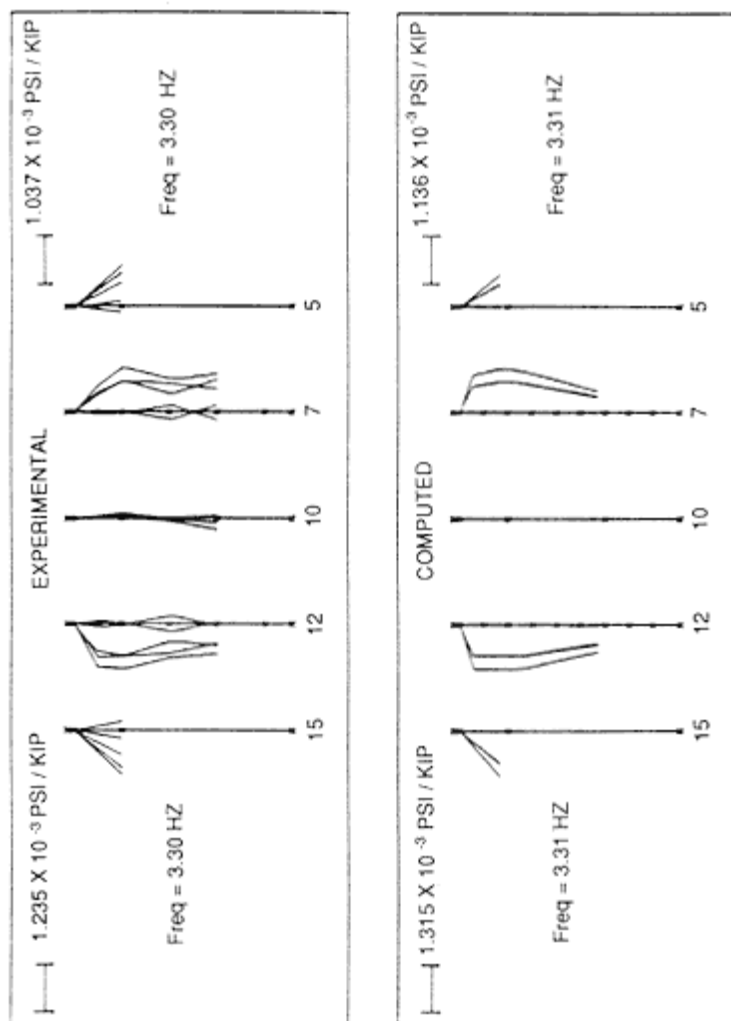 EXPERIMENTAL
1.235 X 10 -3 PSI / KIP
1.037 X 10 -3 PSI / KIP
Freq = 3.30 HZ
Freq = 3.30 HZ
15
12
10
7
5
COMPUTED
1.315 X 10 -3 PSI / KIP
1.136 X 10 -3 PSI / KIP
Freq = 3.31 HZ
Freq = 3.31 HZ
15
12
10
7
5